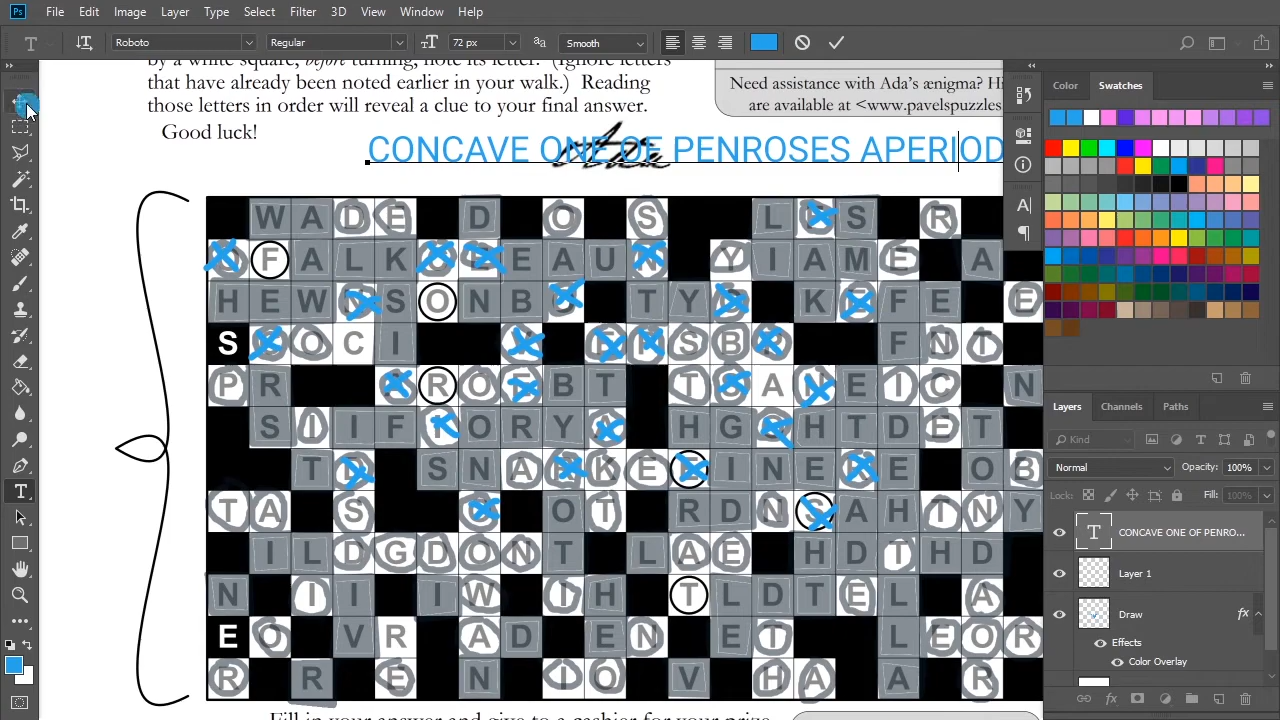 Ps File Edit Image Layer Type Select Filter 3D View Window Help
T Roboto Regular 72 px Smooth
by a white square, before turning, note its letter. (Ignore letters
that have already been noted earlier in your walk.) Reading
those letters in order will reveal a clue to your final answer.
Good luck!
Need assistance with Ada's ænigma? Hi
are available at <www.pavelspuzzles
CONCAVE ONE OF PENROSES APERIOD
Ada
W A D E D O S L S R
F A L K E A U Y I A M E A
H E W S O N B T Y K F E E
S O C I S B F N T
P R R O B T T A E I C N
S I I F O R Y H G H T D E T
T S N A K E E I N E E O B
T A S O T R D N S A H T N Y
I L D G D O N T L A E H D T H D
N I I I W I H T L D T E L A
E O V R A D E N E T L E O R
R R E N I O V H A A R
Fill in your answer and give to a cashier for your prize
Color Swatches
Layers Channels Paths
Kind
Normal Opacity: 100%
Lock: Fill: 100%
T CONCAVE ONE OF PENRO...
Layer 1
Draw fx
Effects
Color Overlay